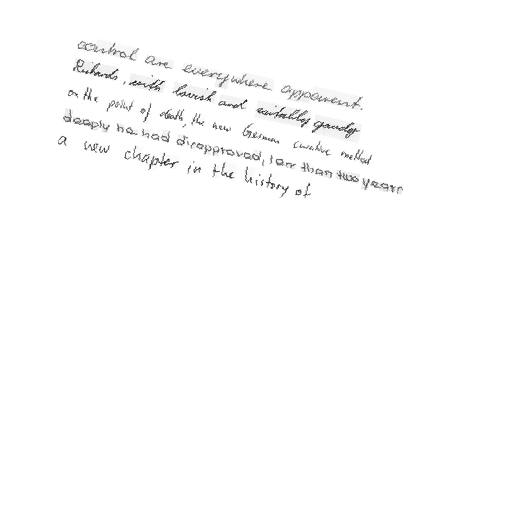 control are everywhere apparent.
Richards, with lavish and suitably gaudy
on the point of death, the new German curative method
deeply he had disapproved, less than two years
a new chapter in the history of